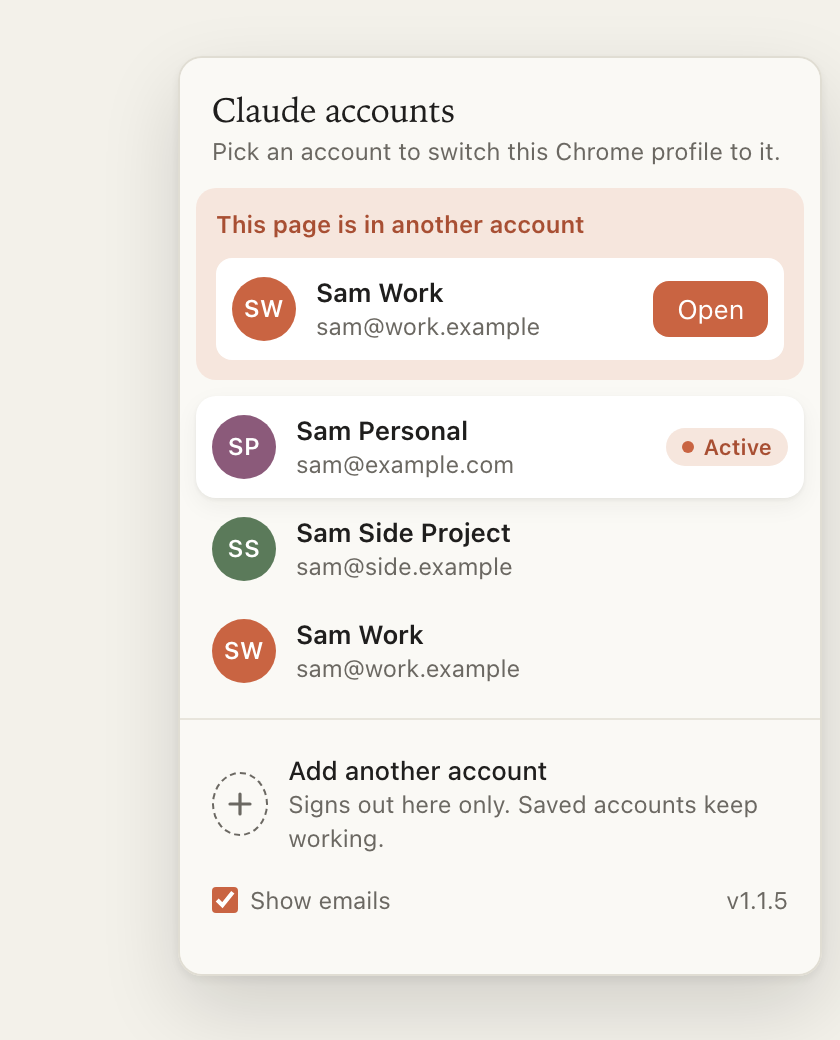 Claude accounts
Pick an account to switch this Chrome profile to it.
This page is in another account
SW
Sam Work
sam@work.example
Open
SP
Sam Personal
sam@example.com
Active
SS
Sam Side Project
sam@side.example
SW
Sam Work
sam@work.example
Add another account
Signs out here only. Saved accounts keep
working.
Show emails
v1.1.5